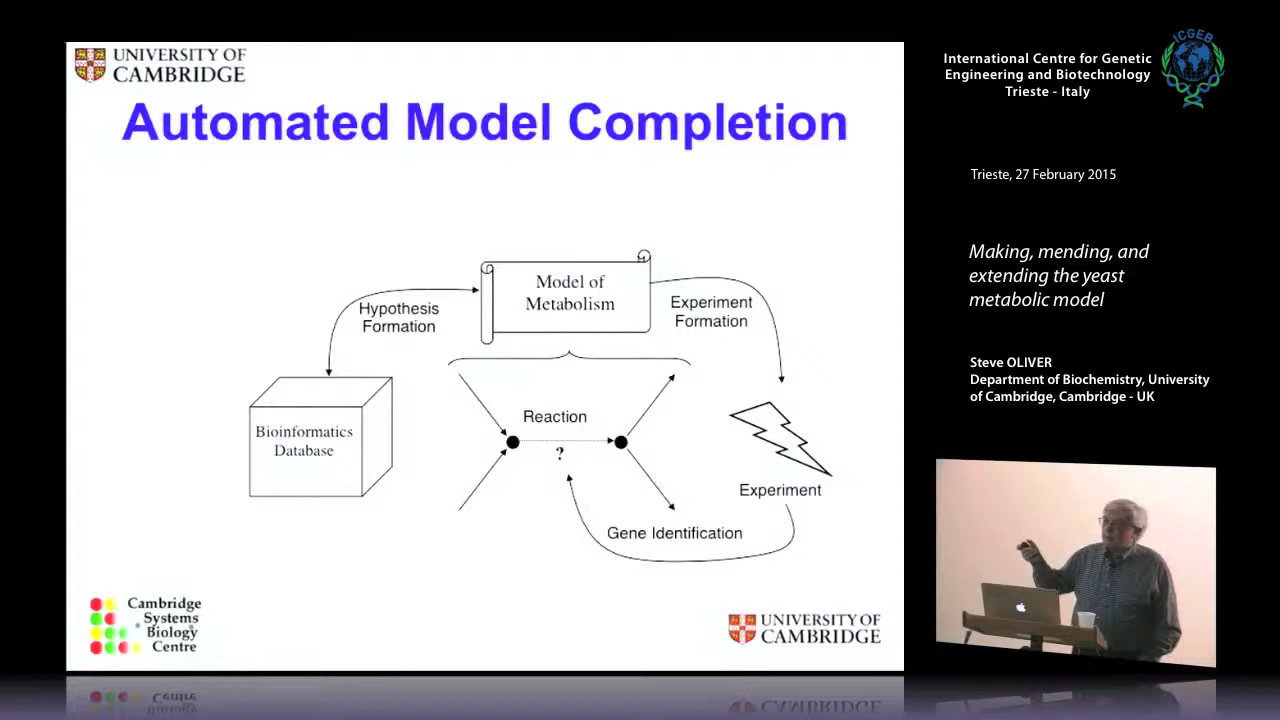 UNIVERSITY OF
CAMBRIDGE
Automated Model Completion
Model of
Metabolism
Hypothesis
Formation
Experiment
Formation
Bioinformatics
Database
Reaction
?
Experiment
Gene Identification
Cambridge
Systems
Biology
Centre
UNIVERSITY OF
CAMBRIDGE
International Centre for Genetic
Engineering and Biotechnology
Trieste - Italy
ICGEB
Trieste, 27 February 2015
Making, mending, and
extending the yeast
metabolic model
Steve OLIVER
Department of Biochemistry, University
of Cambridge, Cambridge - UK